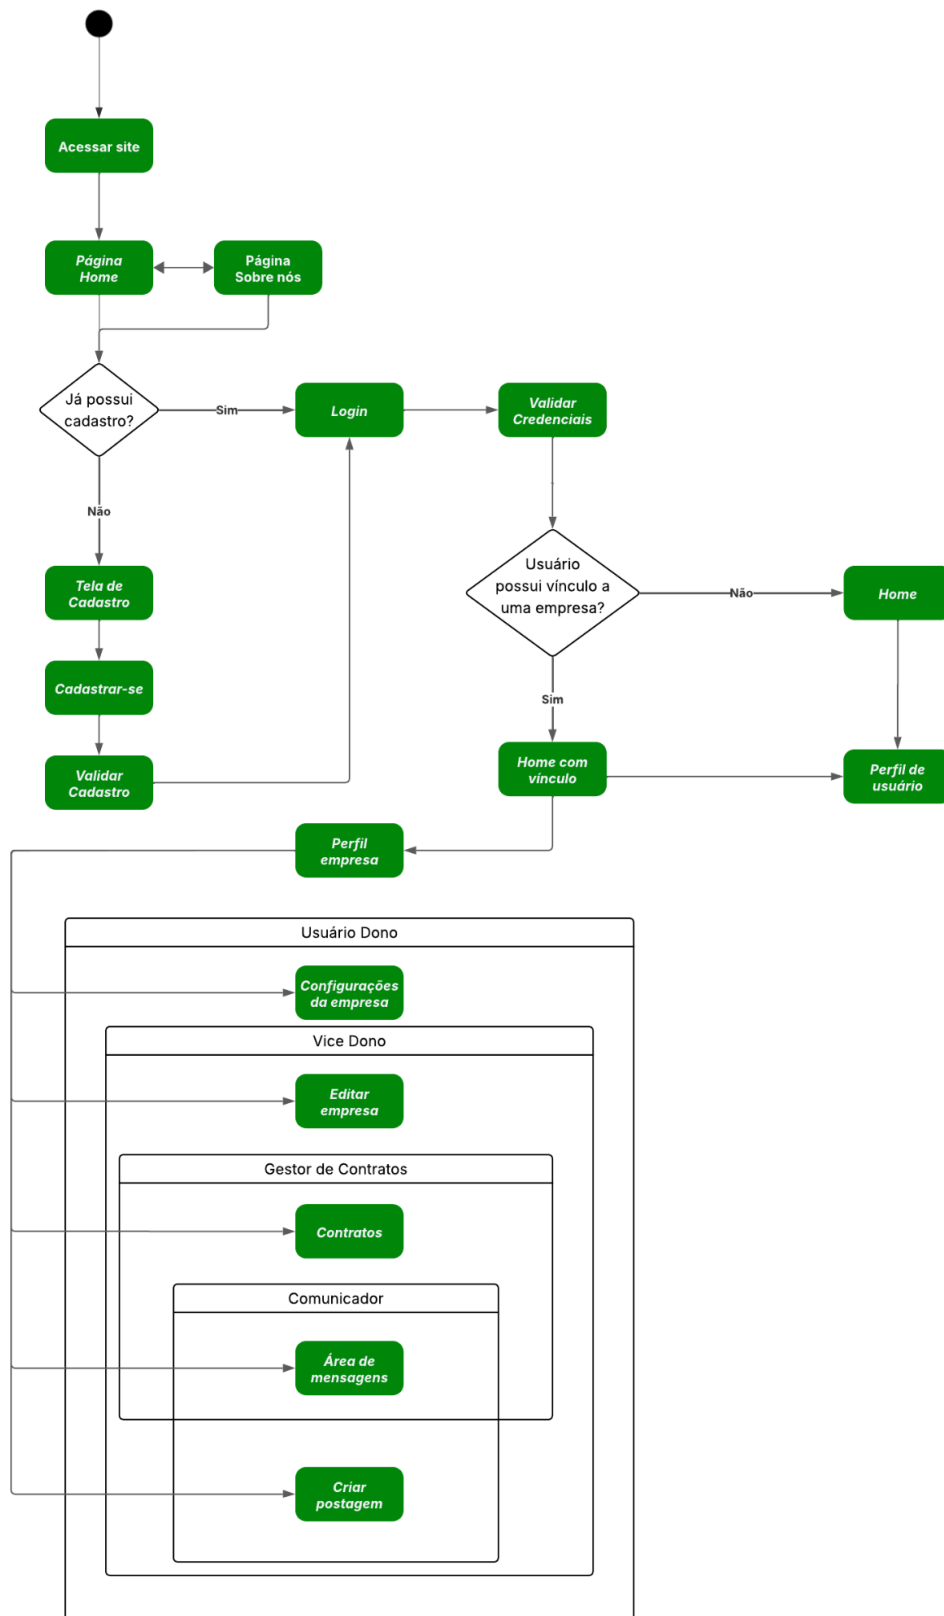 Acessar site
Página
Home
Página
Sobre nós
Já possui
cadastro?
Sim
Login
Validar
Credenciais
Não
Usuário
possui vínculo a
uma empresa?
Não
Home
Tela de
Cadastro
Cadastrar-se
Sim
Validar
Cadastro
Home com
vínculo
Perfil de
usuário
Perfil
empresa
Usuário Dono
Configurações
da empresa
Vice Dono
Editar
empresa
Gestor de Contratos
Contratos
Comunicador
Área de
mensagens
Criar
postagem